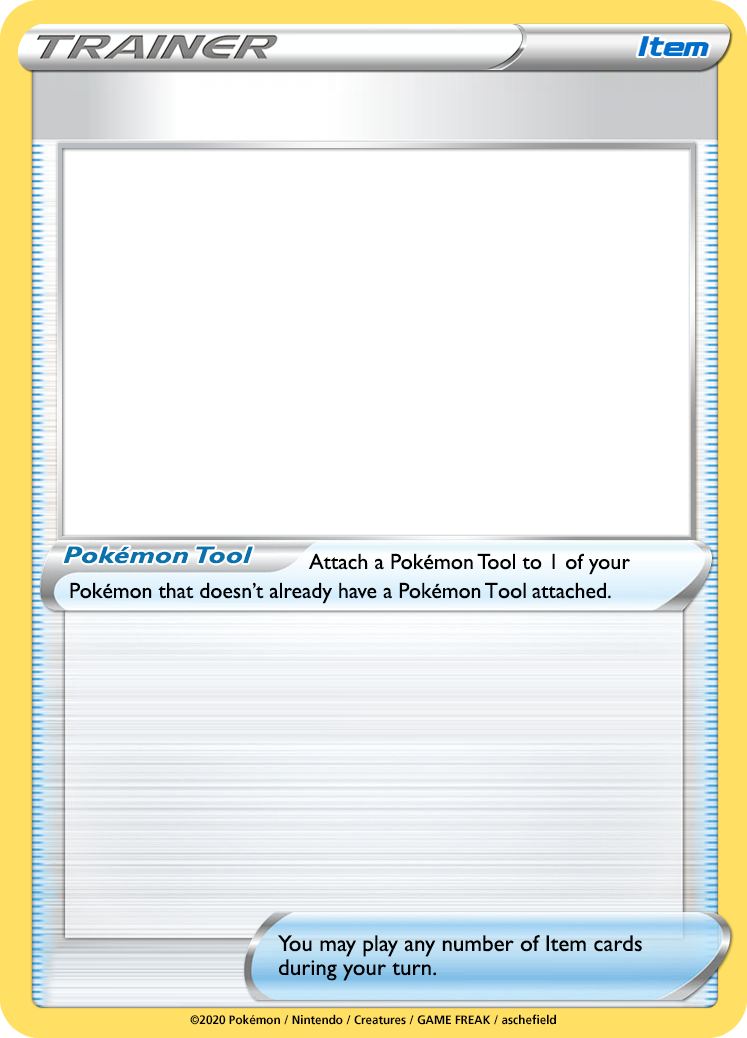 TRAINER
Item
Pokémon Tool
Attach a Pokémon Tool to 1 of your
Pokémon that doesn’t already have a Pokémon Tool attached.
You may play any number of Item cards
during your turn.
©2020 Pokémon / Nintendo / Creatures / GAME FREAK / aschefield